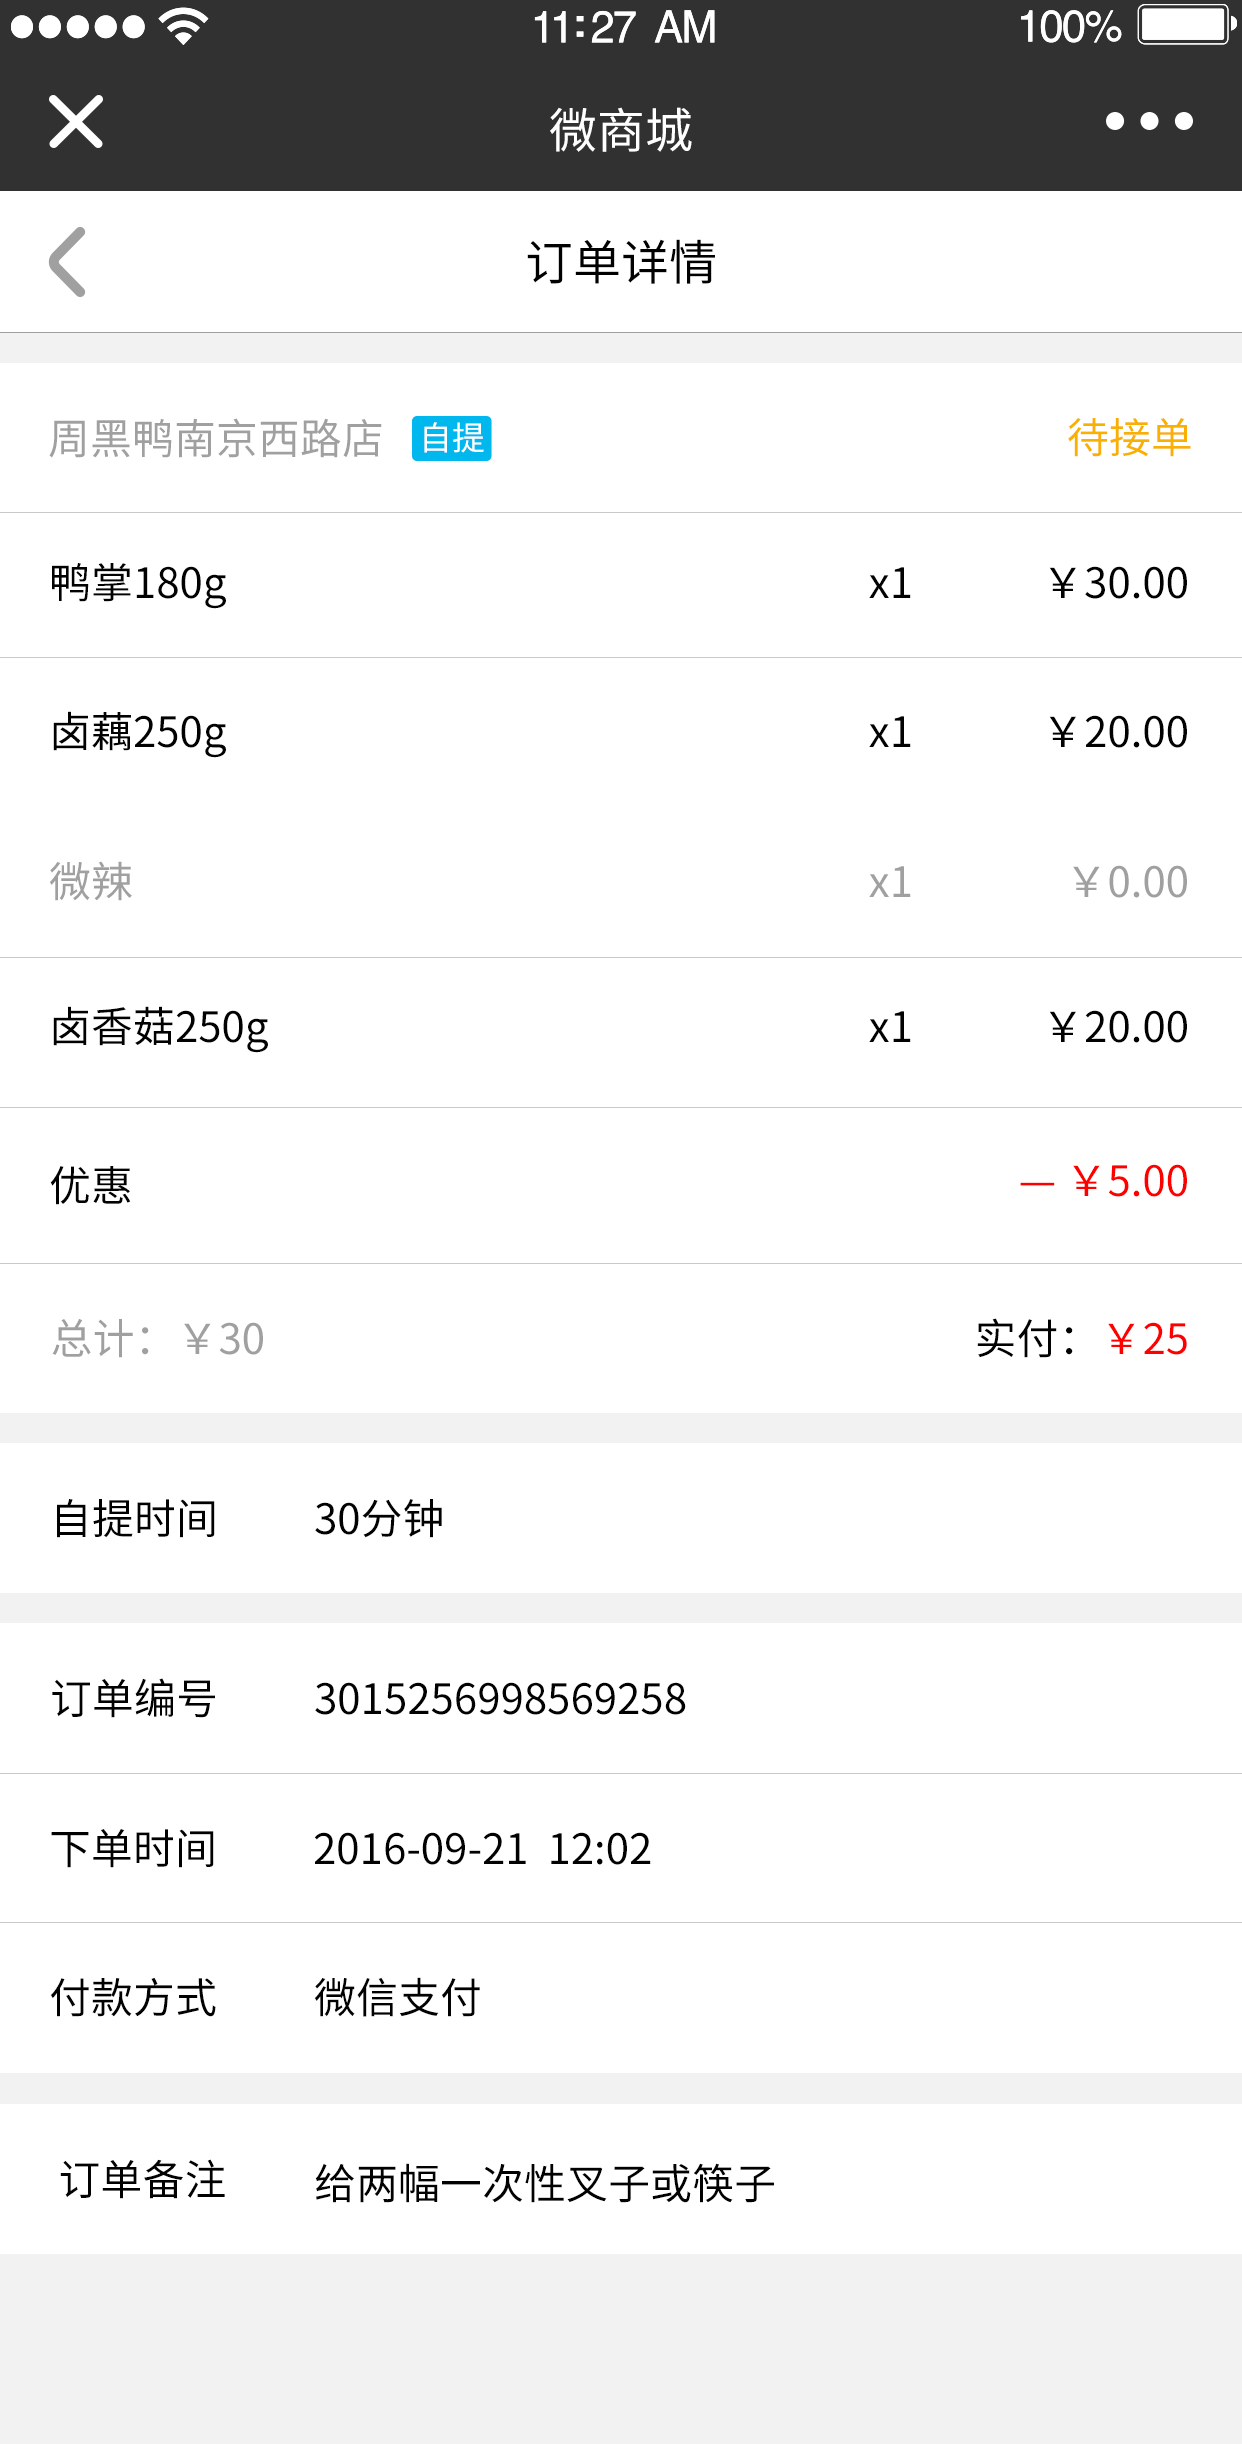 11:27 AM 100%
微商城
订单详情
周黑鸭南京西路店 自提 待接单
鸭掌180g x1 ￥30.00
卤藕250g x1 ￥20.00
微辣 x1 ￥0.00
卤香菇250g x1 ￥20.00
优惠 — ￥5.00
总计：￥30 实付：￥25
自提时间 30分钟
订单编号 3015256998569258
下单时间 2016-09-21 12:02
付款方式 微信支付
订单备注 给两幅一次性叉子或筷子